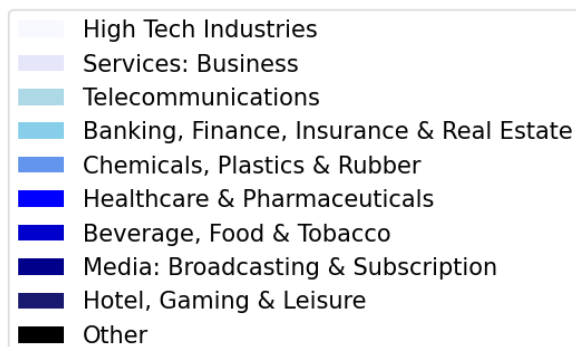 High Tech Industries
Services: Business
Telecommunications
Banking, Finance, Insurance & Real Estate
Chemicals, Plastics & Rubber
Healthcare & Pharmaceuticals
Beverage, Food & Tobacco
Media: Broadcasting & Subscription
Hotel, Gaming & Leisure
Other